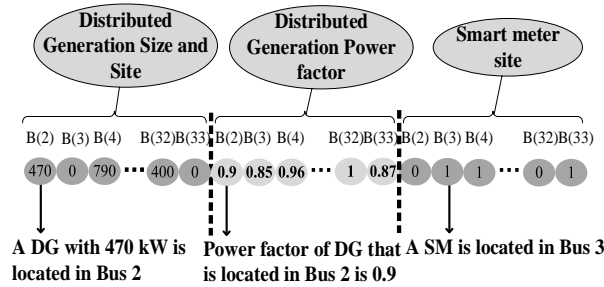 Distributed
Generation Size and
Site
Distributed
Generation Power
factor
Smart meter
site
B(2) B(3) B(4) B(32) B(33) B(2) B(3) B(4) B(32) B(33) B(2) B(3) B(4) B(32) B(33)
470 0 790 ... 400 0 0.9 0.85 0.96 ... 1 0.87 0 1 1 ... 0 1
A DG with 470 kW is
located in Bus 2
Power factor of DG that
is located in Bus 2 is 0.9
A SM is located in Bus 3